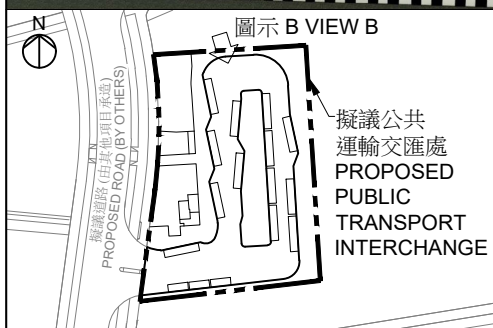 N
圖示 B VIEW B
擬議公共
運輸交匯處
PROPOSED
PUBLIC
TRANSPORT
INTERCHANGE
擬議道路 (由其他項目承造)
PROPOSED ROAD (BY OTHERS)